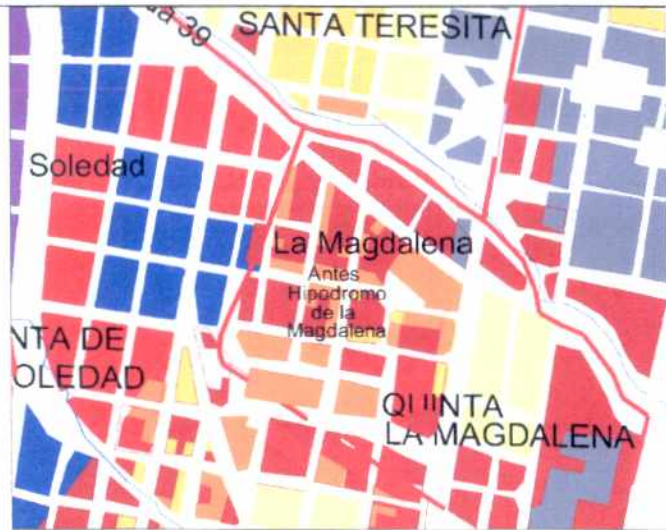 39
SANTA TERESITA
Soledad
La Magdalena
Antes
Hipodromo
de la
Magdalena
NTA DE
OLEDAD
QUINTA
LA MAGDALENA